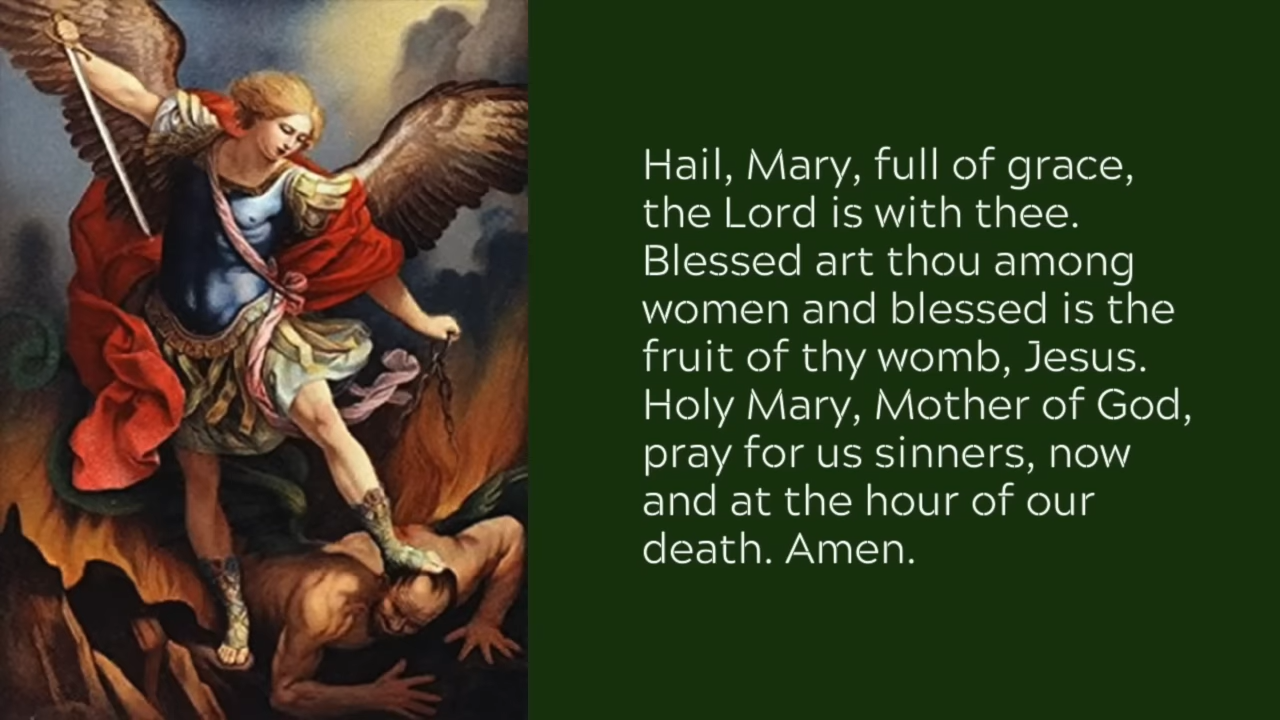 Hail, Mary, full of grace,
the Lord is with thee.
Blessed art thou among
women and blessed is the
fruit of thy womb, Jesus.
Holy Mary, Mother of God,
pray for us sinners, now
and at the hour of our
death. Amen.